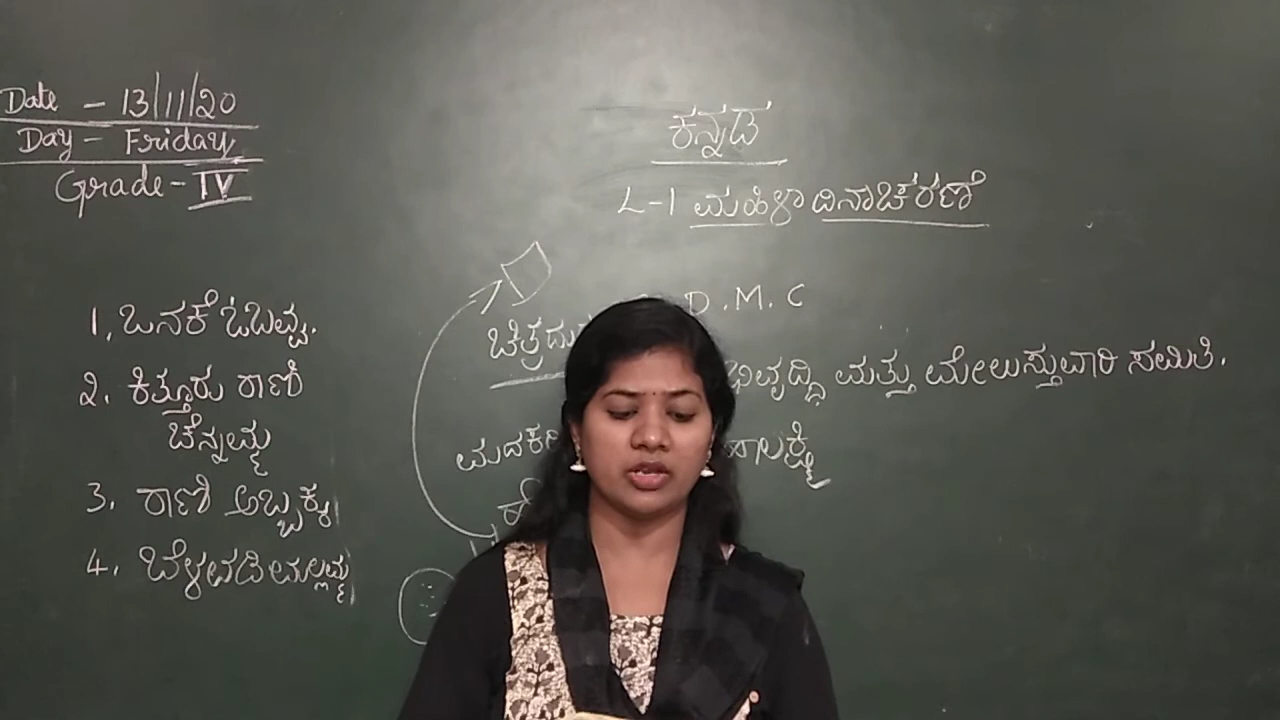 Date - 13/11/20
Day - Friday
Grade - IV
ಕನ್ನಡ
L-1 ಮಹಿಳಾ ದಿನಾಚರಣೆ
1. ಒನಕೆ ಓಬವ್ವ.
2. ಕಿತ್ತೂರು ರಾಣಿ
ಚೆನ್ನಮ್ಮ
3. ರಾಣಿ ಅಬ್ಬಕ್ಕ
4. ಬೆಳವಡಿ ಮಲ್ಲಮ್ಮ
D.M.C
ಮತ್ತು ಮೇಲುಸ್ತುವಾರಿ ಸಮಿತಿ.